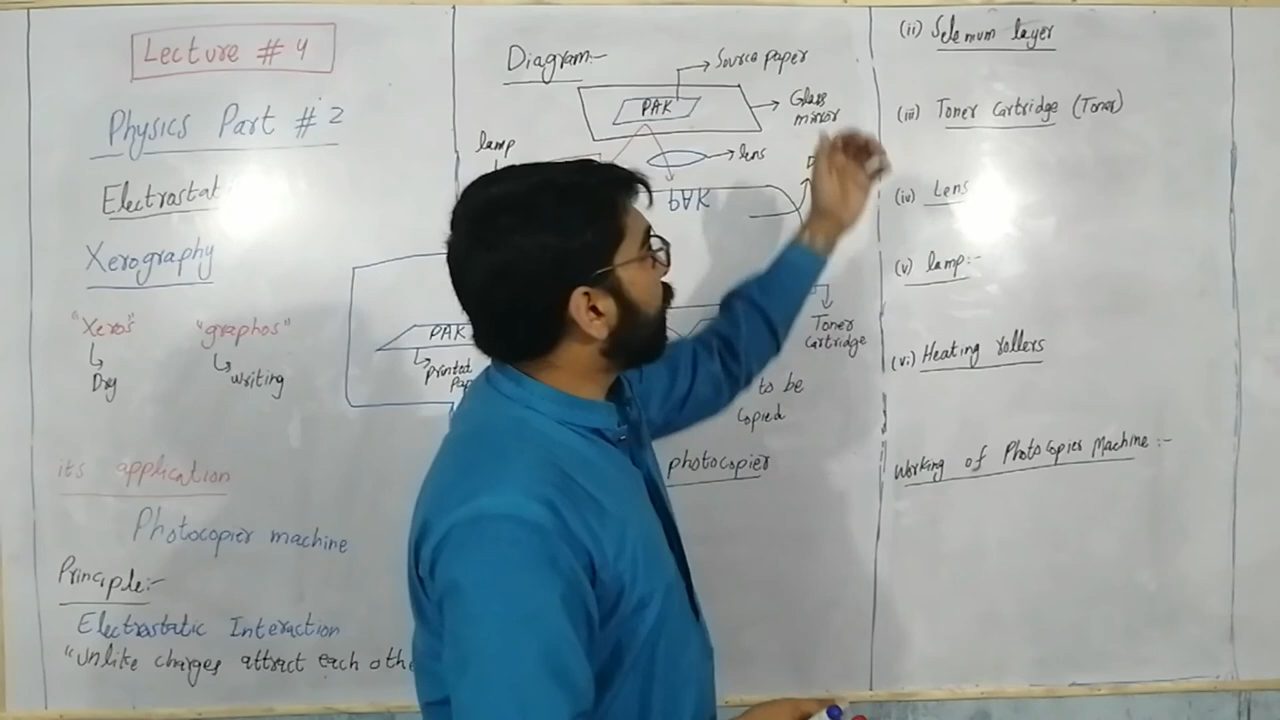 Lecture # 4
Physics Part # 2
Electrostat
Xerography
"Xeros" "graphos"
Dry writing
its application
Photocopier machine
Principle:-
Electrostatic Interaction
"Unlike charges attract each othe
Diagram:-
Source paper
PAK
Glass
mirror
lamp
lens
PAK
D
PAK
printed
Pap
Toner
Cartridge
to be
Copied
photocopier
(ii) Selenium layer
(iii) Toner Cartridge (Toner)
(iv) Lens
(v) lamp:-
(vi) Heating rollers
Working of Photocopier Machine:-